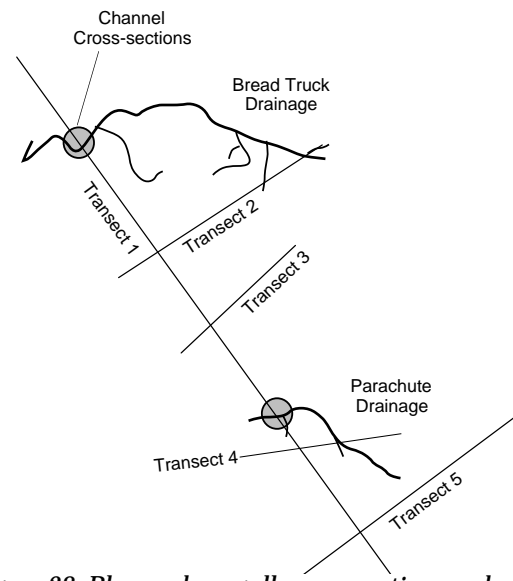 Channel
Cross-sections
Bread Truck
Drainage
Transect 1
Transect 2
Transect 3
Parachute
Drainage
Transect 4
Transect 5